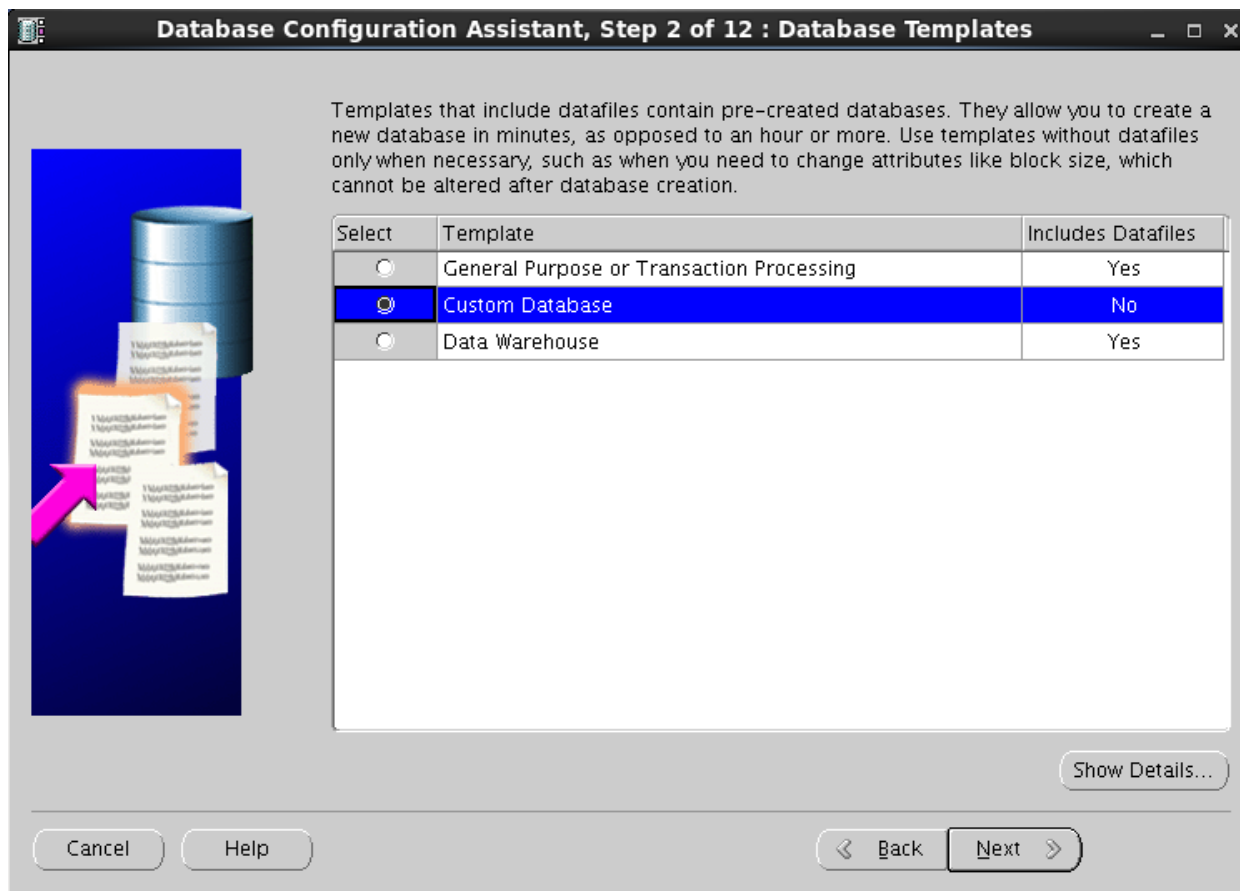 Database Configuration Assistant, Step 2 of 12 : Database Templates
Templates that include datafiles contain pre-created databases. They allow you to create a
new database in minutes, as opposed to an hour or more. Use templates without datafiles
only when necessary, such as when you need to change attributes like block size, which
cannot be altered after database creation.
Select Template Includes Datafiles
General Purpose or Transaction Processing Yes
Custom Database No
Data Warehouse Yes
Show Details...
Cancel Help Back Next